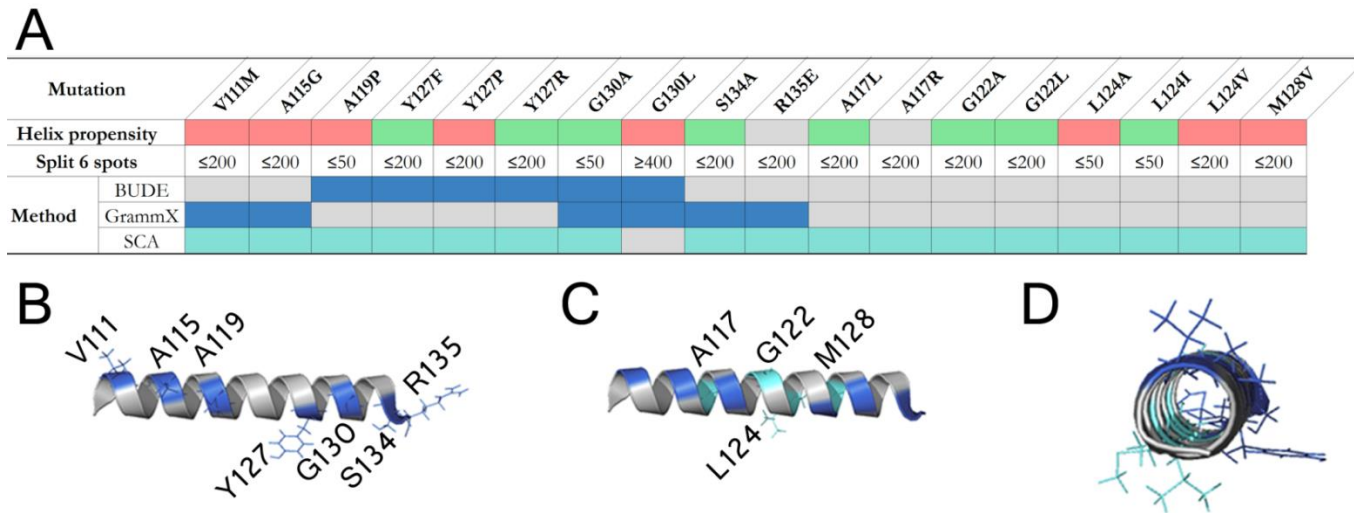 A
Mutation V111M A115G A119P Y127F Y127P Y127R G130A G130L S134A R135E A117L A117R G122A G122L L124A L124I L124V M128V
Helix propensity
Split 6 spots ≤200 ≤200 ≤50 ≤200 ≤200 ≤200 ≤50 ≥400 ≤200 ≤200 ≤200 ≤200 ≤200 ≤200 ≤50 ≤50 ≤200 ≤200
BUDE
Method GrammX
SCA
B
V111 A115 A119 R135
Y127 G130 S134
C
A117 G122 M128
L124
D